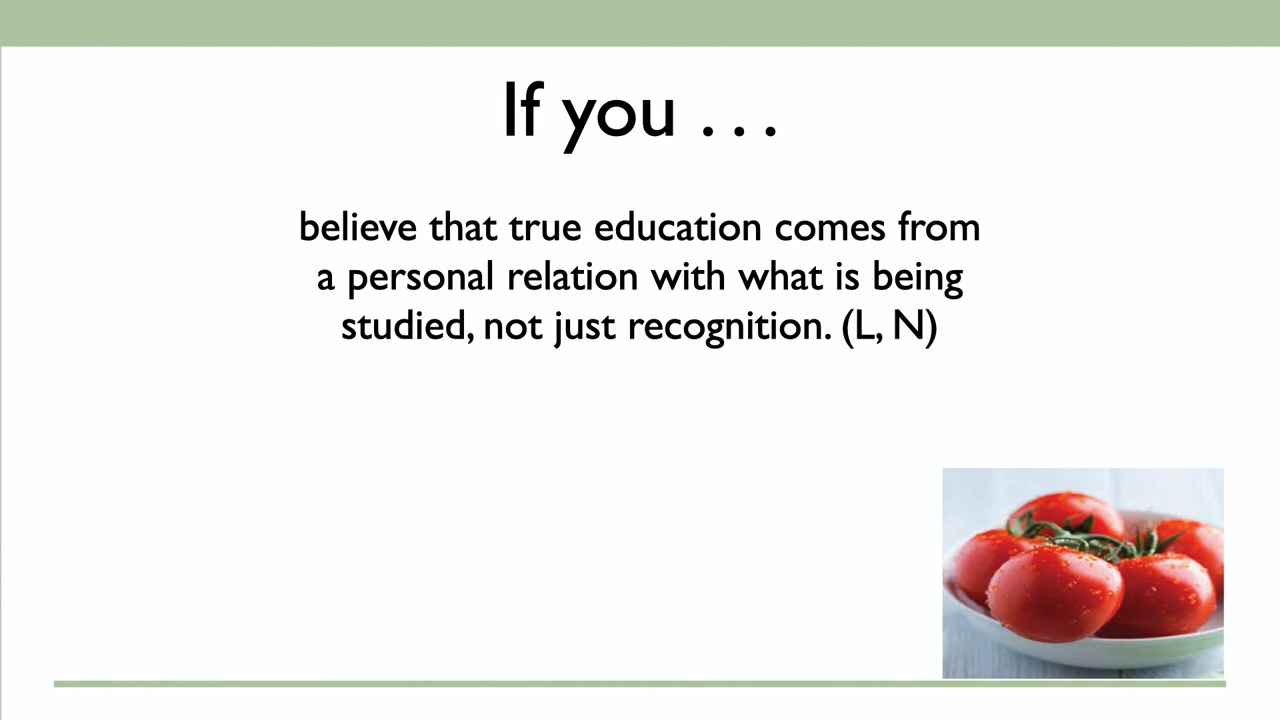 If you . . .
believe that true education comes from
a personal relation with what is being
studied, not just recognition. (L, N)